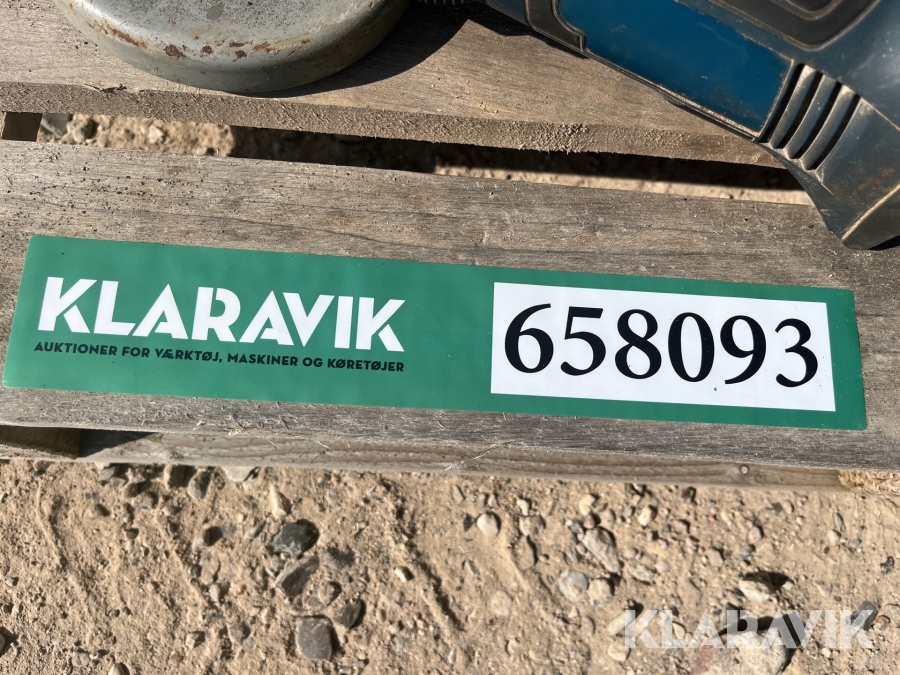 KLARAVIK
AUKTIONER FOR VÆRKTØJ, MASKINER OG KØRETØJER
658093
KLARAVIK